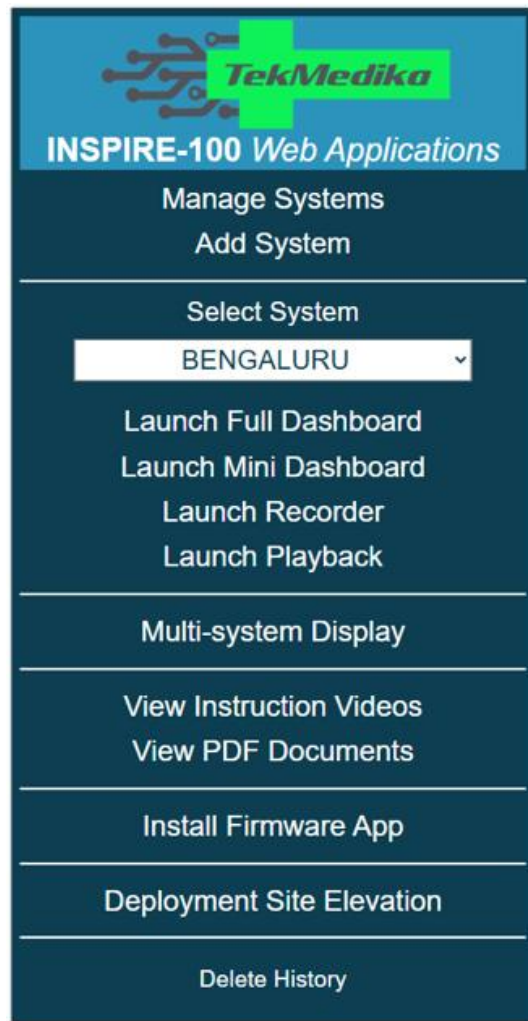 TekMedika
INSPIRE-100 Web Applications
Manage Systems
Add System
Select System
BENGALURU
Launch Full Dashboard
Launch Mini Dashboard
Launch Recorder
Launch Playback
Multi-system Display
View Instruction Videos
View PDF Documents
Install Firmware App
Deployment Site Elevation
Delete History